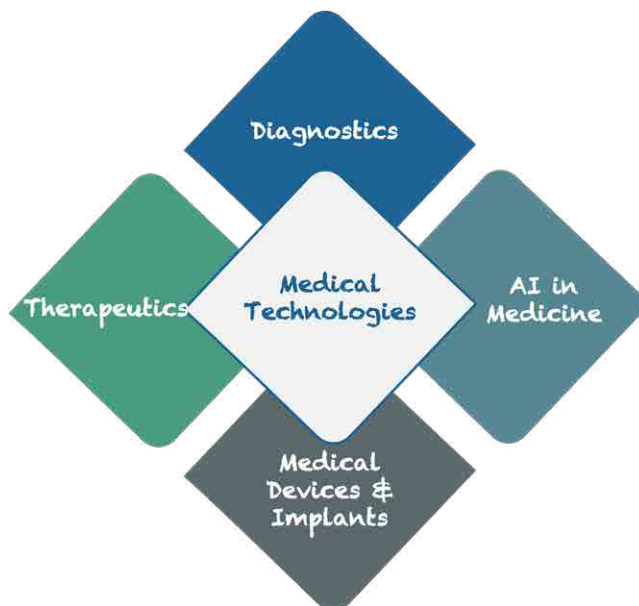 Diagnostics
Therapeutics
Medical
Technologies
AI in
Medicine
Medical
Devices &
Implants